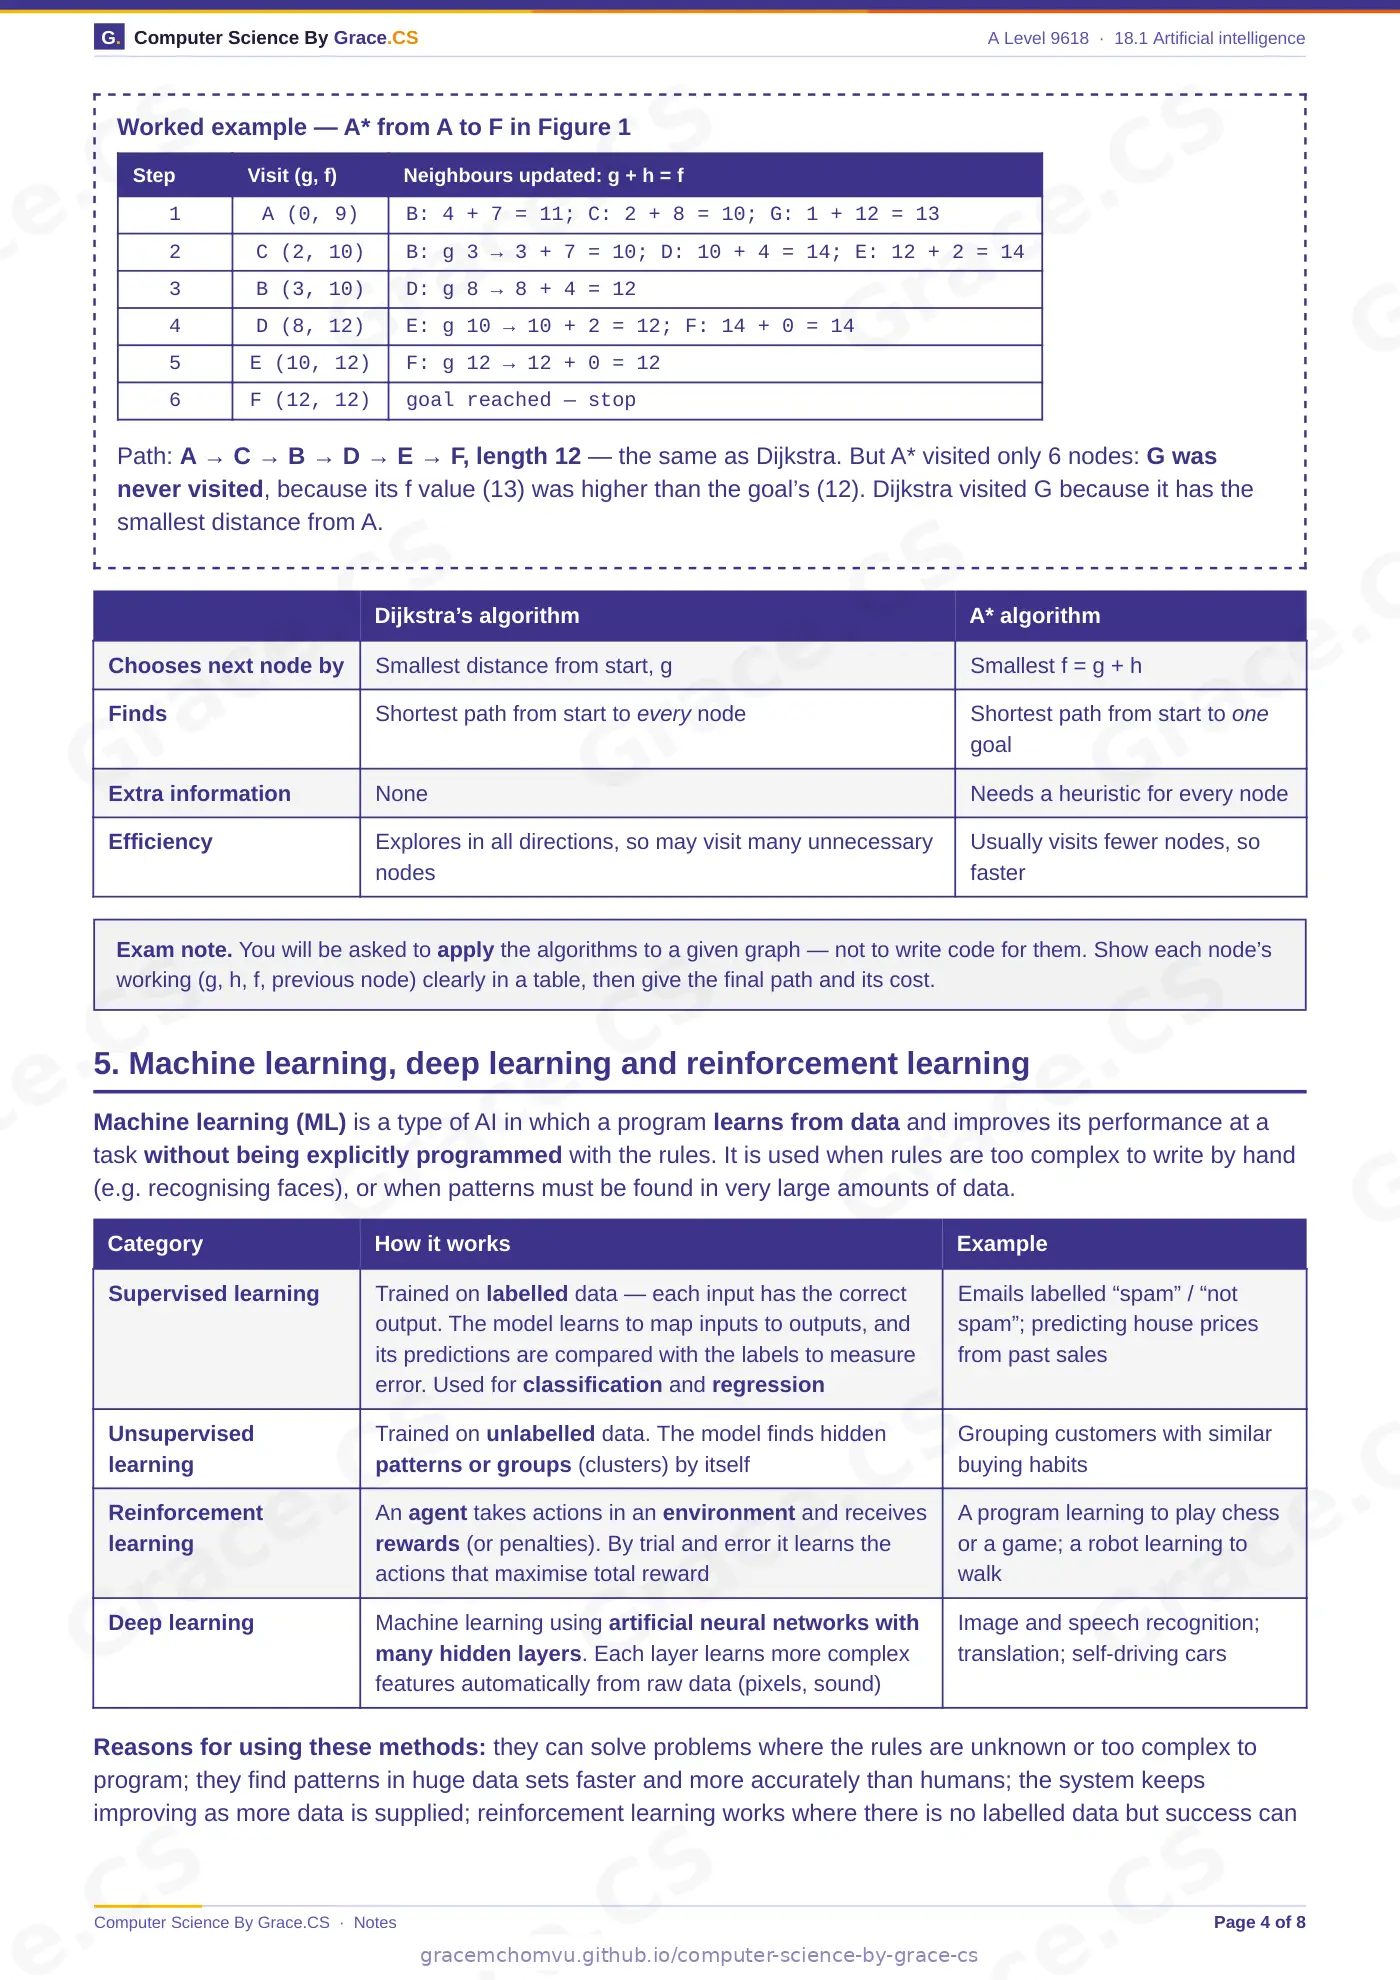 G. Computer Science By Grace.CS
A Level 9618 · 18.1 Artificial intelligence
Worked example — A* from A to F in Figure 1
Step Visit (g, f) Neighbours updated: g + h = f
1 A (0, 9) B: 4 + 7 = 11; C: 2 + 8 = 10; G: 1 + 12 = 13
2 C (2, 10) B: g 3 → 3 + 7 = 10; D: 10 + 4 = 14; E: 12 + 2 = 14
3 B (3, 10) D: g 8 → 8 + 4 = 12
4 D (8, 12) E: g 10 → 10 + 2 = 12; F: 14 + 0 = 14
5 E (10, 12) F: g 12 → 12 + 0 = 12
6 F (12, 12) goal reached — stop
Path: A → C → B → D → E → F, length 12 — the same as Dijkstra. But A* visited only 6 nodes: G was
never visited, because its f value (13) was higher than the goal’s (12). Dijkstra visited G because it has the
smallest distance from A.
Dijkstra’s algorithm A* algorithm
Chooses next node by Smallest distance from start, g Smallest f = g + h
Finds Shortest path from start to every node Shortest path from start to one
goal
Extra information None Needs a heuristic for every node
Efficiency Explores in all directions, so may visit many unnecessary Usually visits fewer nodes, so
nodes faster
Exam note. You will be asked to apply the algorithms to a given graph — not to write code for them. Show each node’s
working (g, h, f, previous node) clearly in a table, then give the final path and its cost.
5. Machine learning, deep learning and reinforcement learning
Machine learning (ML) is a type of AI in which a program learns from data and improves its performance at a
task without being explicitly programmed with the rules. It is used when rules are too complex to write by hand
(e.g. recognising faces), or when patterns must be found in very large amounts of data.
Category How it works Example
Supervised learning Trained on labelled data — each input has the correct Emails labelled “spam” / “not
output. The model learns to map inputs to outputs, and spam”; predicting house prices
its predictions are compared with the labels to measure from past sales
error. Used for classification and regression
Unsupervised Trained on unlabelled data. The model finds hidden Grouping customers with similar
learning patterns or groups (clusters) by itself buying habits
Reinforcement An agent takes actions in an environment and receives A program learning to play chess
learning rewards (or penalties). By trial and error it learns the or a game; a robot learning to
actions that maximise total reward walk
Deep learning Machine learning using artificial neural networks with Image and speech recognition;
many hidden layers. Each layer learns more complex translation; self-driving cars
features automatically from raw data (pixels, sound)
Reasons for using these methods: they can solve problems where the rules are unknown or too complex to
program; they find patterns in huge data sets faster and more accurately than humans; the system keeps
improving as more data is supplied; reinforcement learning works where there is no labelled data but success can
Computer Science By Grace.CS · Notes
Page 4 of 8
gracemchomvu.github.io/computer-science-by-grace-cs